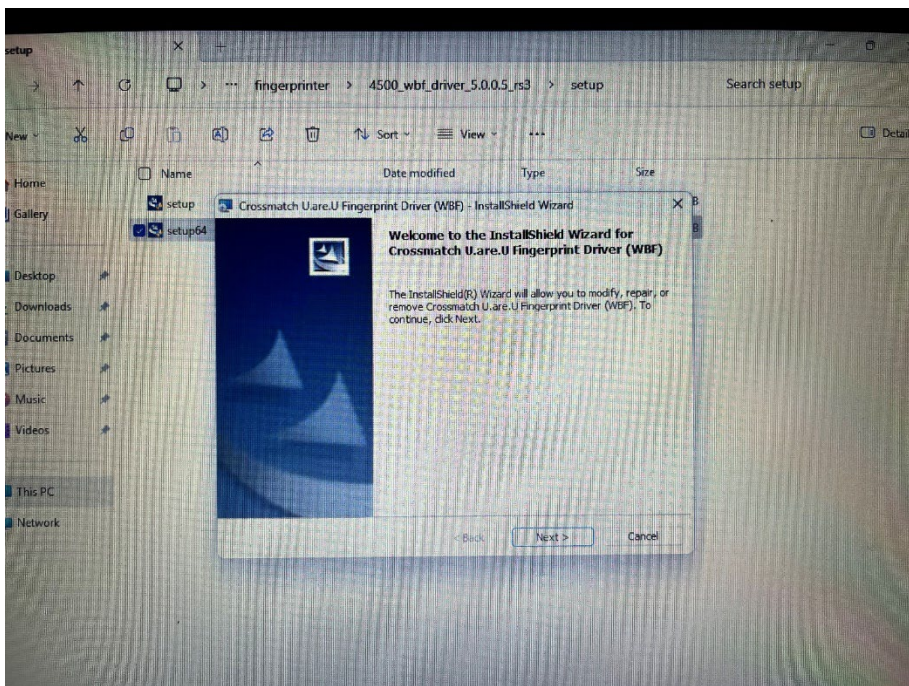 setup
fingerprinter > 4500_wbf_driver_5.0.0.5_rs3 > setup
Search setup
New
Sort
View
Detail
Name
Date modified
Type
Size
Home
Gallery
Desktop
Downloads
Documents
Pictures
Music
Videos
This PC
Network
setup
B
setup64
B
Crossmatch U.are.U Fingerprint Driver (WBF) - InstallShield Wizard
Welcome to the InstallShield Wizard for
Crossmatch U.are.U Fingerprint Driver (WBF)
The InstallShield(R) Wizard will allow you to modify, repair, or
remove Crossmatch U.are.U Fingerprint Driver (WBF). To
continue, click Next.
< Back
Next >
Cancel